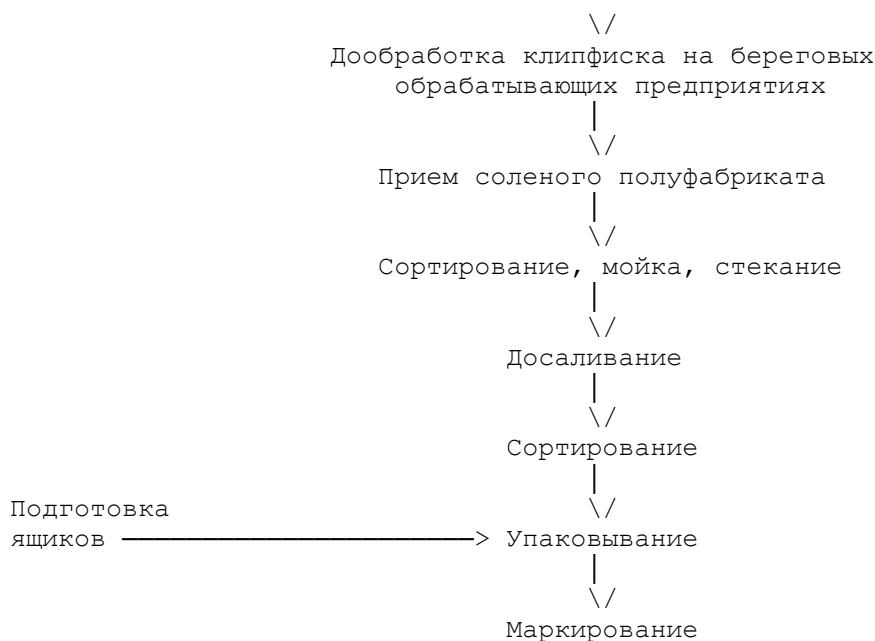 Дообработка клипфиска на береговых
обрабатывающих предприятиях
Прием соленого полуфабриката
Сортирование, мойка, стекание
Досаливание
Сортирование
Подготовка
ящиков
Упаковывание
Маркирование